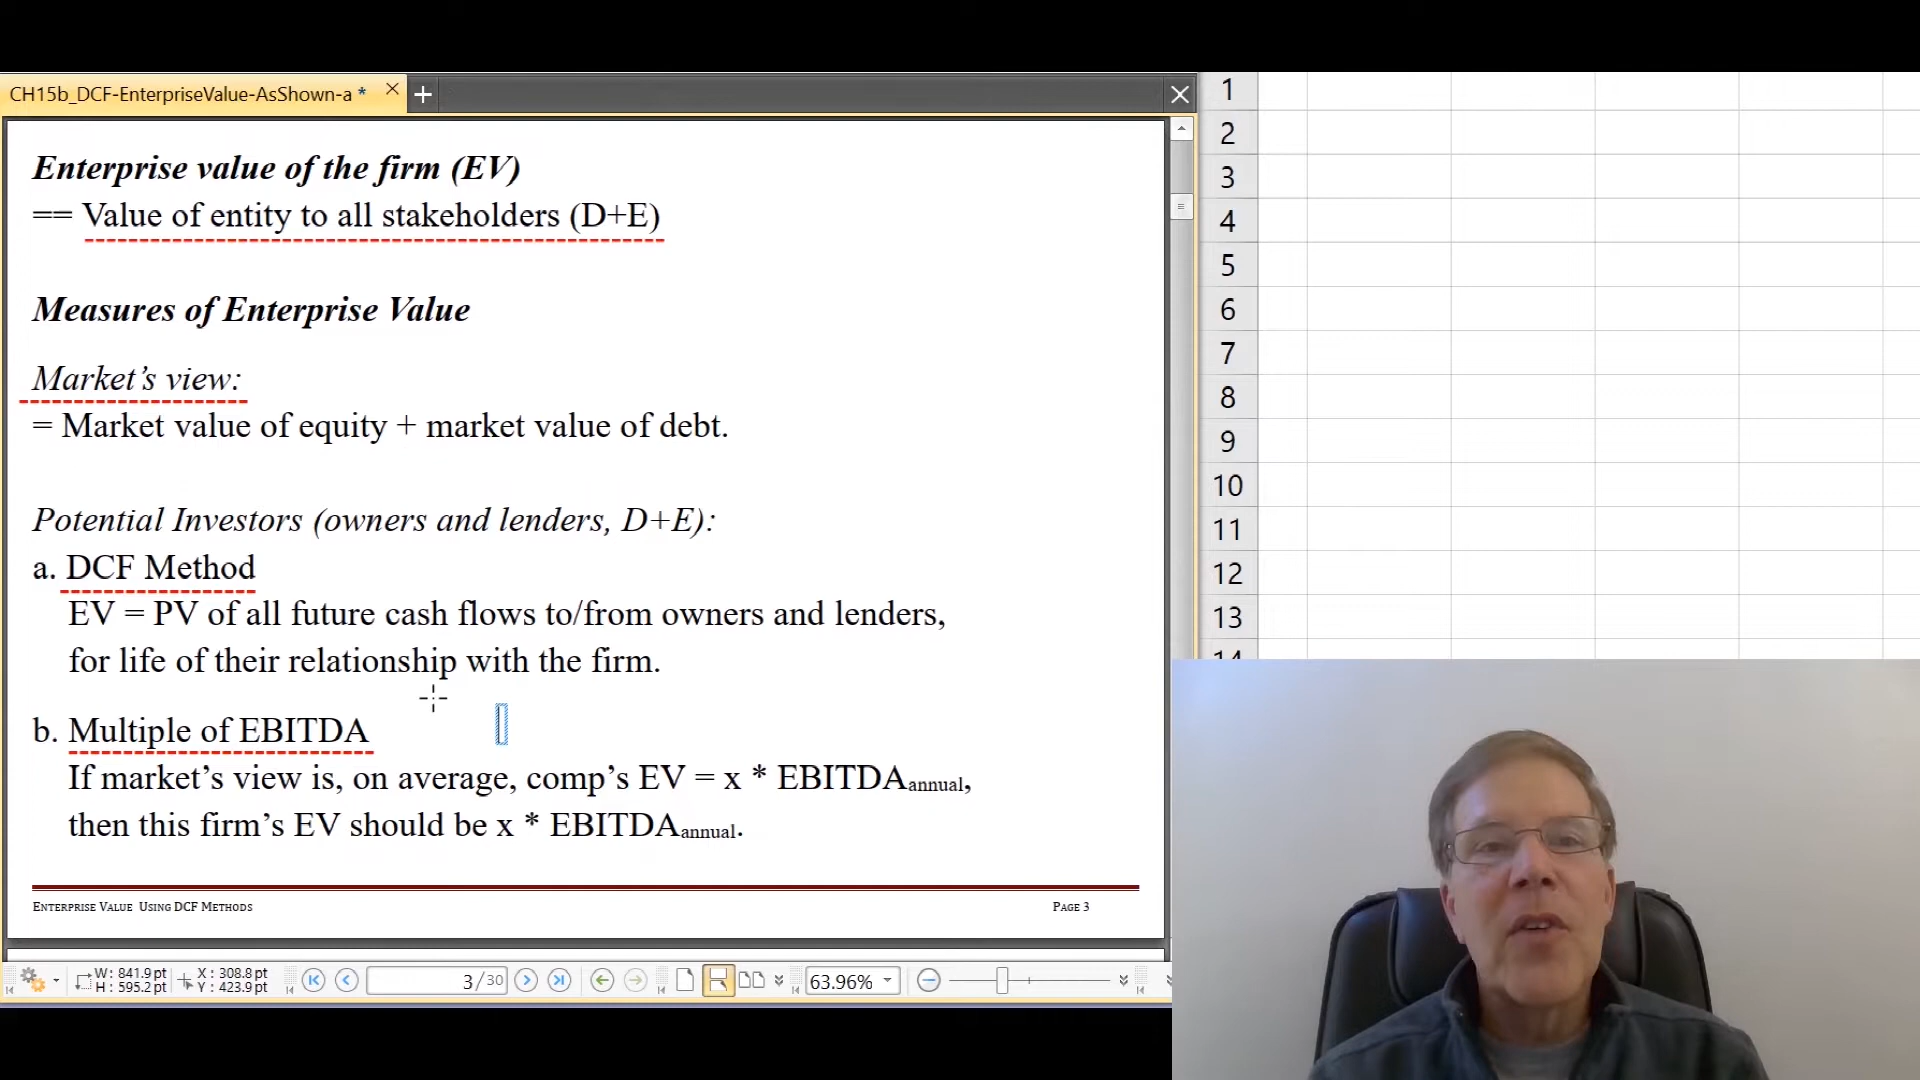 CH15b_DCF-EnterpriseValue-AsShown-a *
Enterprise value of the firm (EV)
== Value of entity to all stakeholders (D+E)
Measures of Enterprise Value
Market’s view:
= Market value of equity + market value of debt.
Potential Investors (owners and lenders, D+E):
a. DCF Method
EV = PV of all future cash flows to/from owners and lenders,
for life of their relationship with the firm.
b. Multiple of EBITDA
If market’s view is, on average, comp’s EV = x * EBITDAannual,
then this firm’s EV should be x * EBITDAannual.
ENTERPRISE VALUE USING DCF METHODS PAGE 3
W: 841.9 pt X: 308.8 pt
H: 595.2 pt Y: 423.9 pt
3 / 30
63.96%
1
2
3
4
5
6
7
8
9
10
11
12
13
14